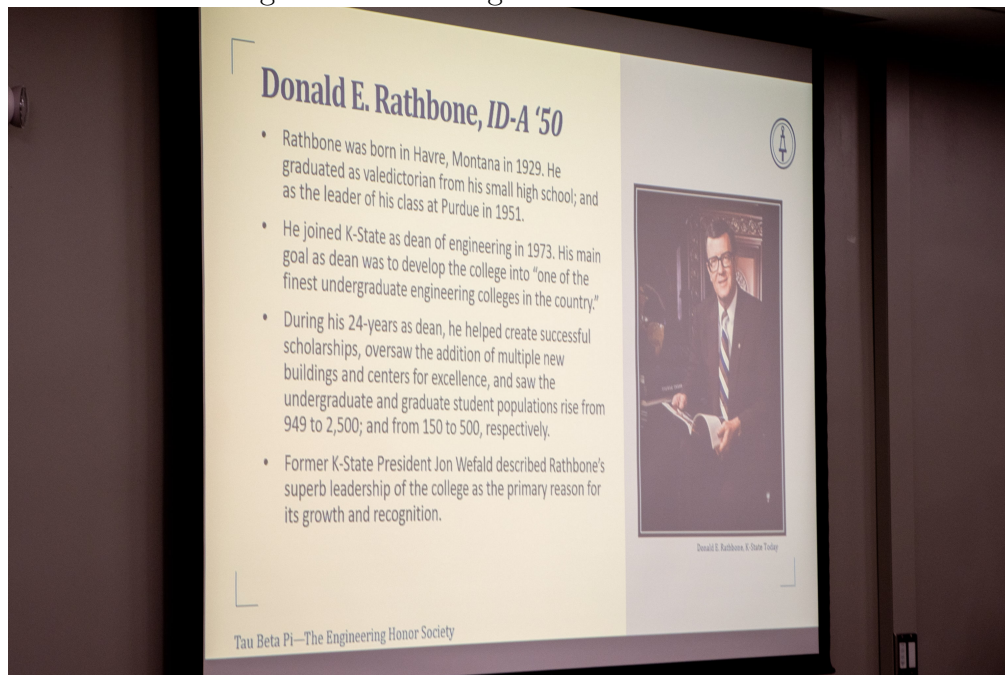 Donald E. Rathbone, ID-A ‘50
• Rathbone was born in Havre, Montana in 1929. He
graduated as valedictorian from his small high school; and
as the leader of his class at Purdue in 1951.
• He joined K-State as dean of engineering in 1973. His main
goal as dean was to develop the college into “one of the
finest undergraduate engineering colleges in the country.”
• During his 24-years as dean, he helped create successful
scholarships, oversaw the addition of multiple new
buildings and centers for excellence, and saw the
undergraduate and graduate student populations rise from
949 to 2,500; and from 150 to 500, respectively.
• Former K-State President Jon Wefald described Rathbone’s
superb leadership of the college as the primary reason for
its growth and recognition.
Donald E. Rathbone, K-State Today
Tau Beta Pi—The Engineering Honor Society